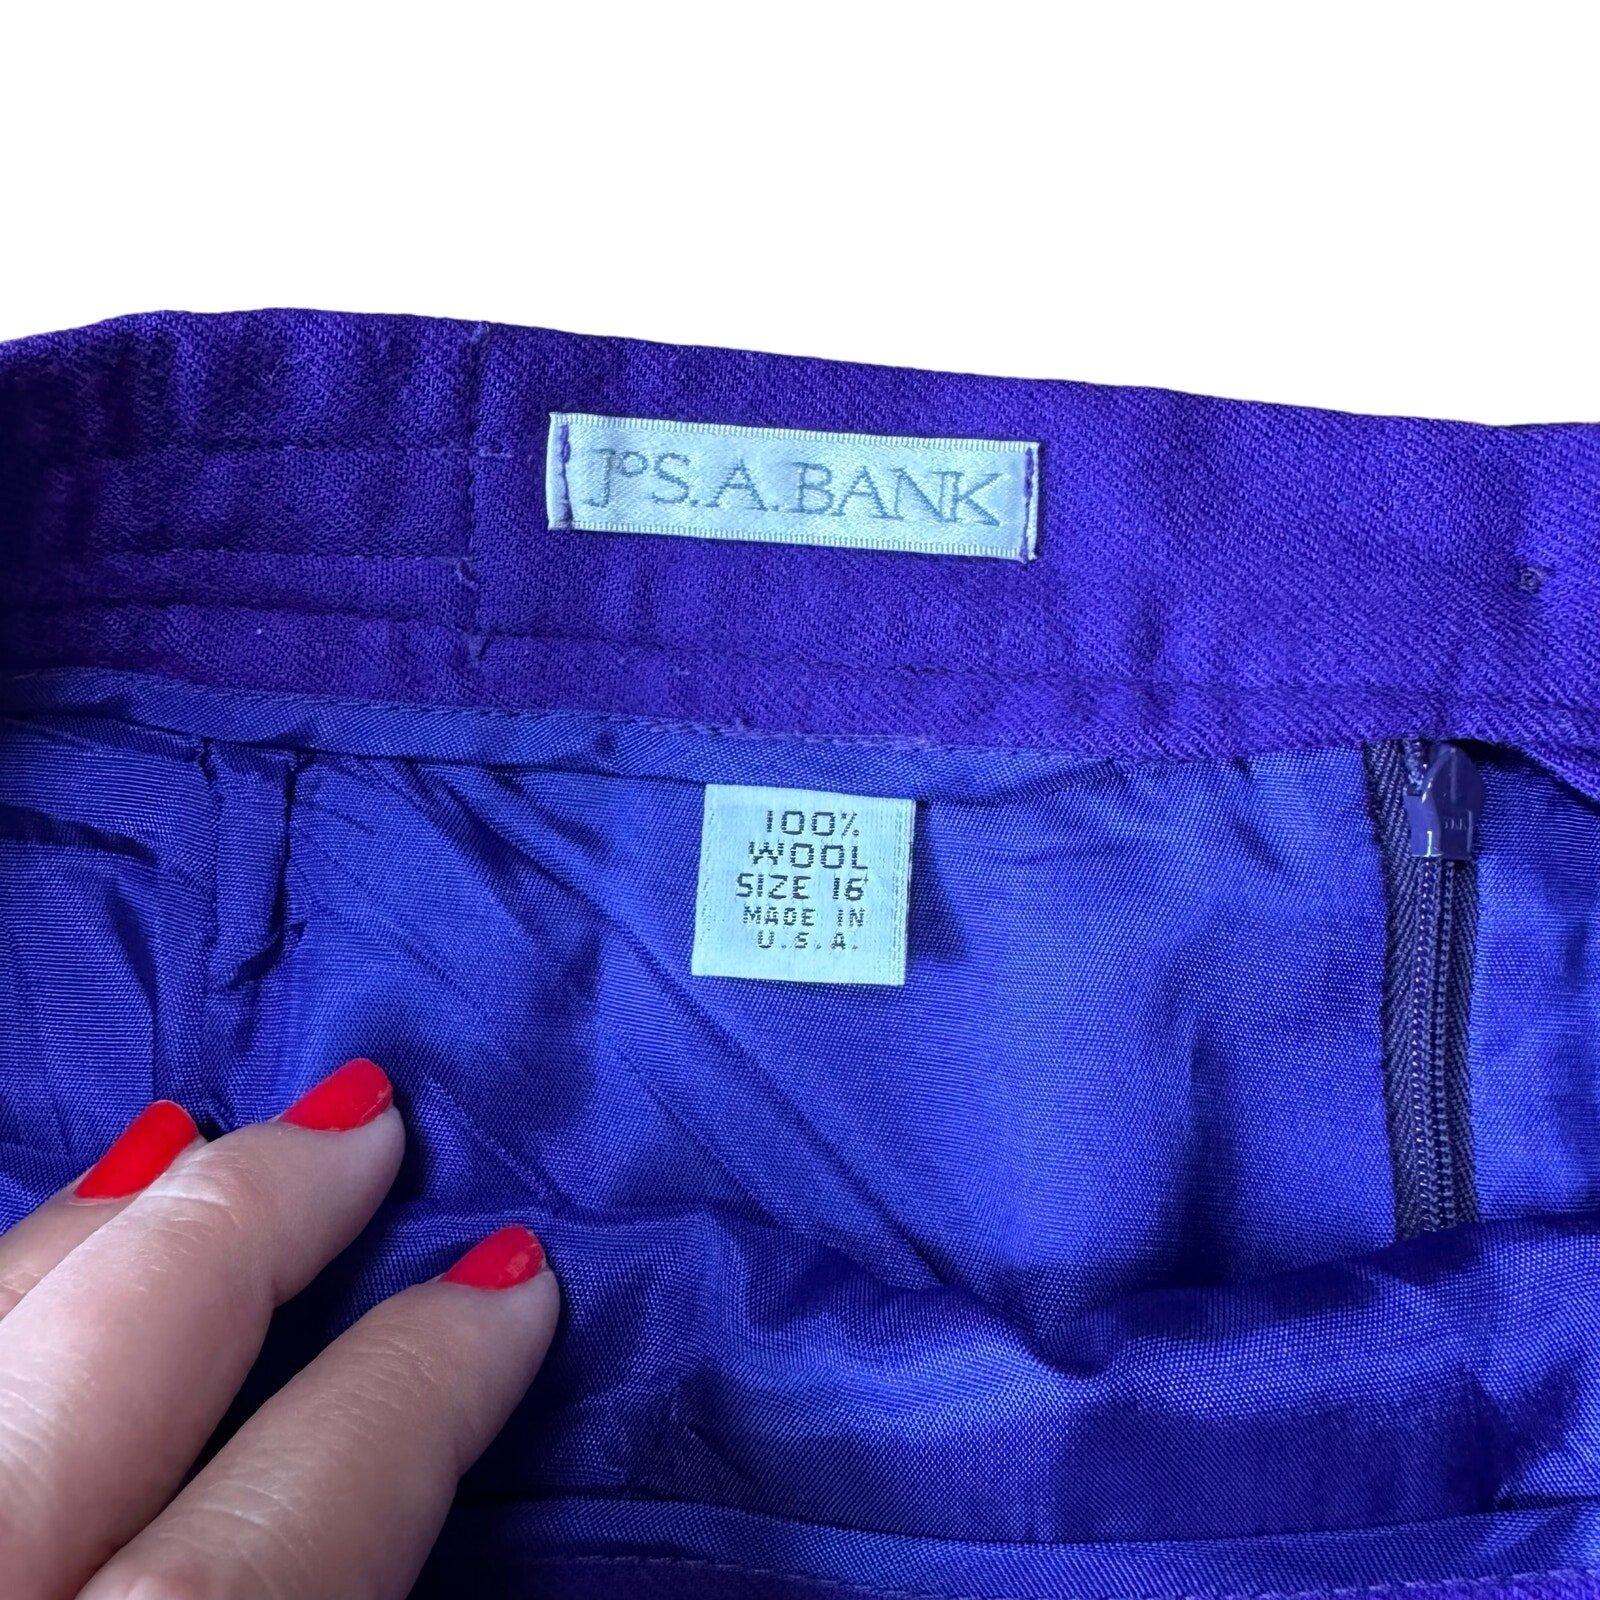 JoS.A.BANK
100%
WOOL
SIZE 16
MADE IN
U.S.A.